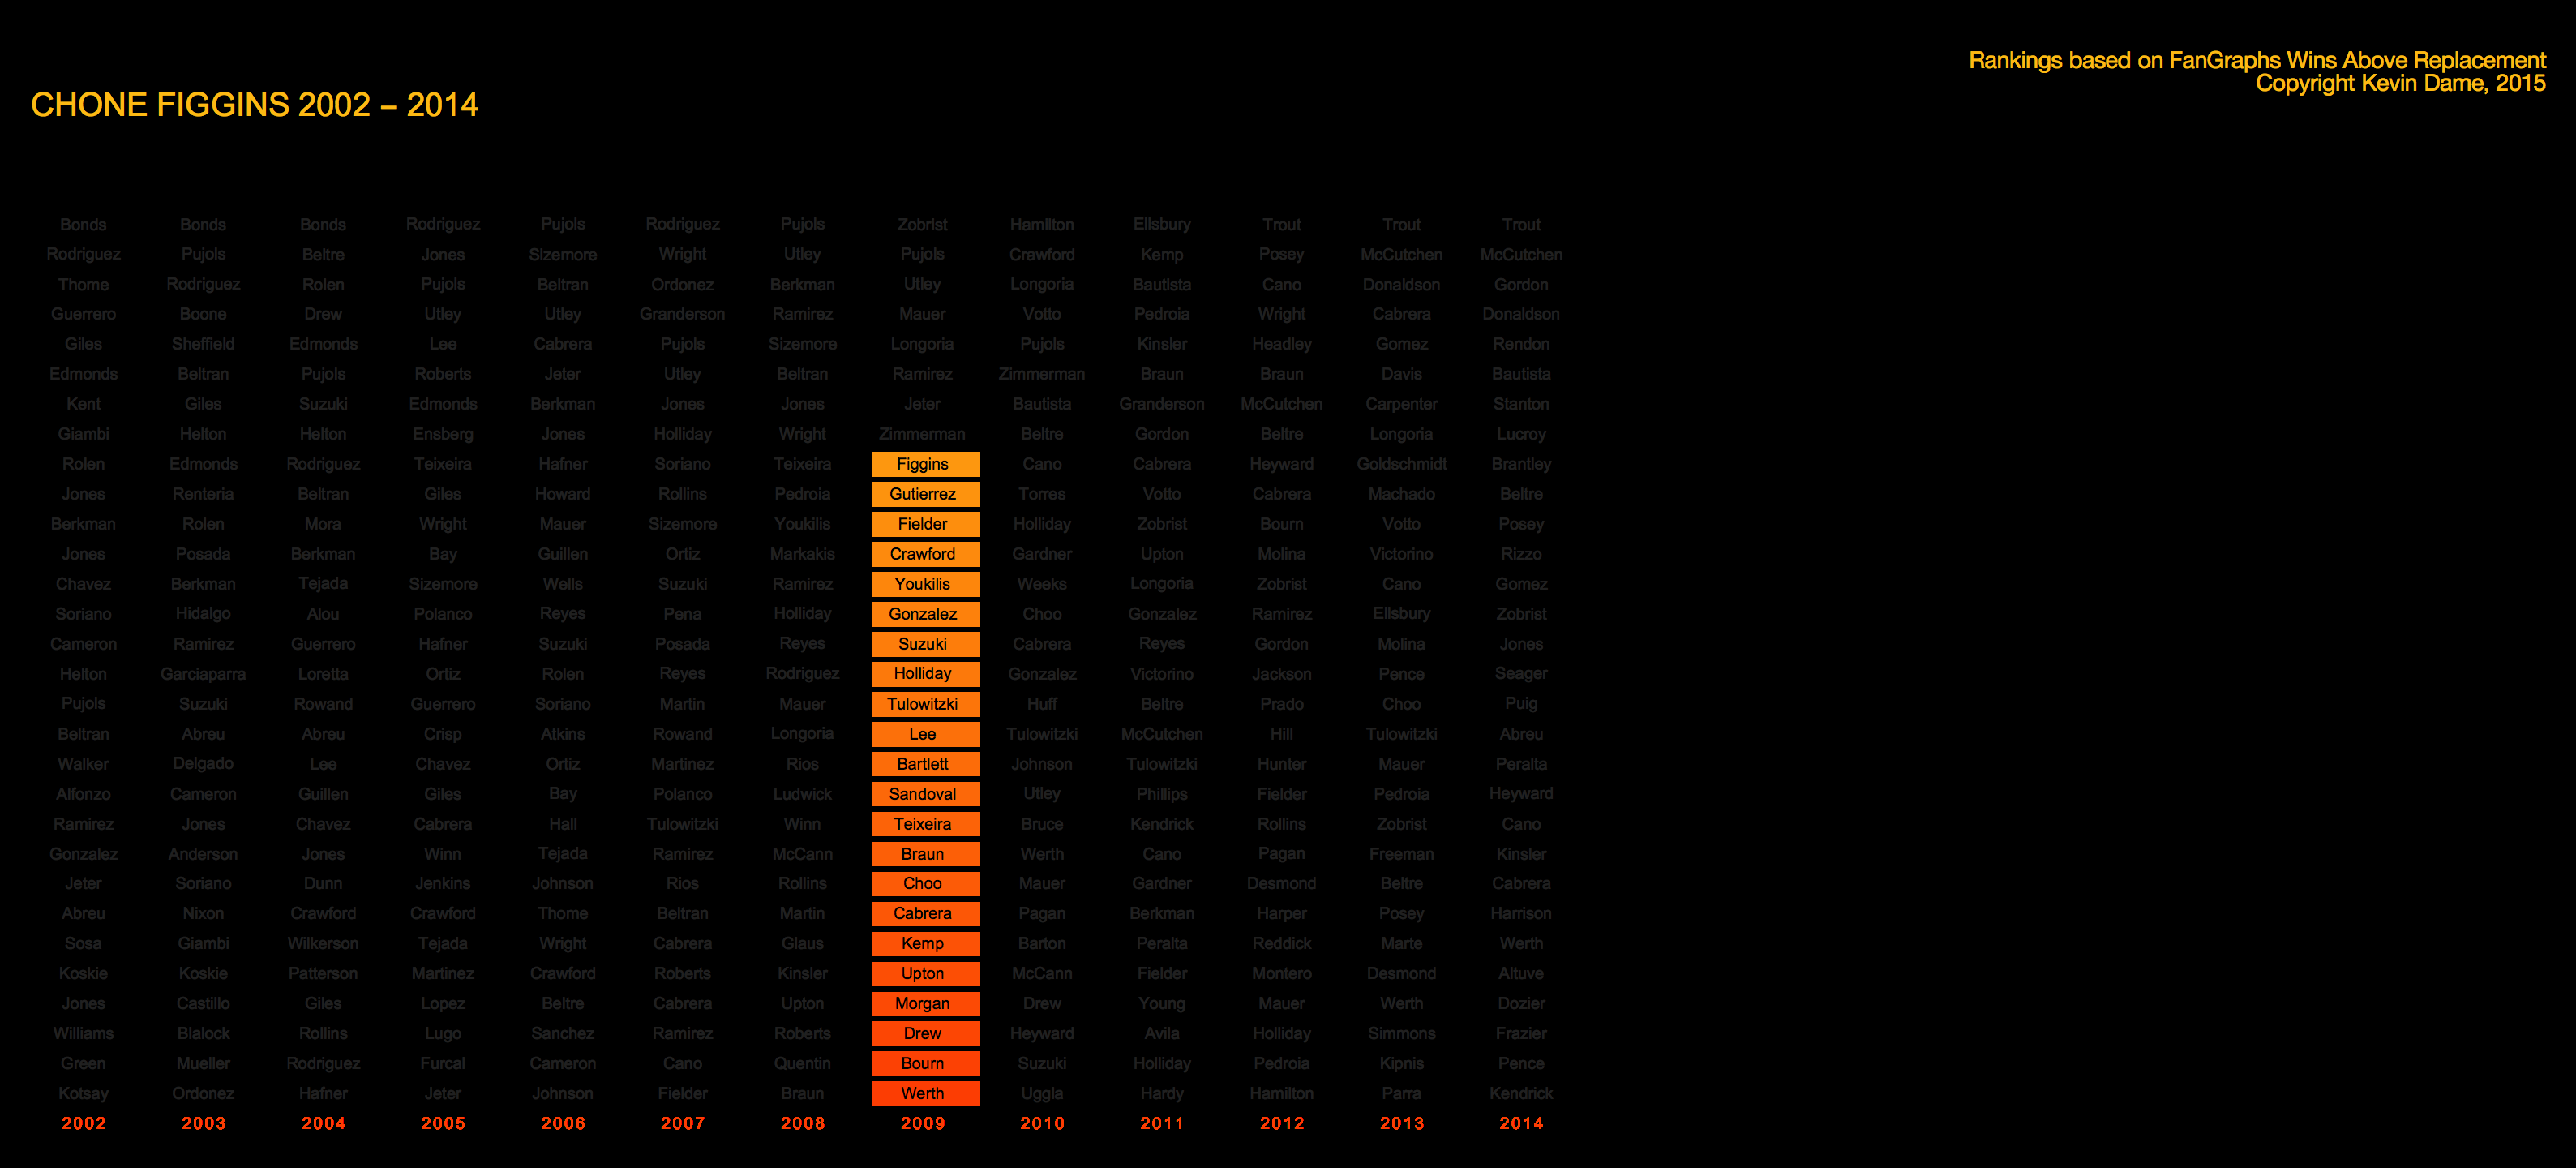 Rankings based on FanGraphs Wins Above Replacement
Copyright Kevin Dame, 2015
CHONE FIGGINS 2002 – 2014
Bonds Bonds Bonds Rodriguez Pujols Rodriguez Pujols Zobrist Hamilton Ellsbury Trout Trout Trout
Rodriguez Pujols Beltre Jones Sizemore Wright Utley Pujols Crawford Kemp Posey McCutchen McCutchen
Thome Rodriguez Rolen Pujols Beltran Ordonez Berkman Utley Longoria Bautista Cano Donaldson Gordon
Guerrero Boone Drew Utley Utley Granderson Ramirez Mauer Votto Pedroia Wright Cabrera Donaldson
Giles Sheffield Edmonds Lee Cabrera Pujols Sizemore Longoria Pujols Kinsler Headley Gomez Rendon
Edmonds Beltran Pujols Roberts Jeter Utley Beltran Ramirez Zimmerman Braun Braun Davis Bautista
Kent Giles Suzuki Edmonds Berkman Jones Jones Jeter Bautista Granderson McCutchen Carpenter Stanton
Giambi Helton Helton Ensberg Jones Holliday Wright Zimmerman Beltre Gordon Beltre Longoria Lucroy
Rolen Edmonds Rodriguez Teixeira Hafner Soriano Teixeira Figgins Cano Cabrera Heyward Goldschmidt Brantley
Jones Renteria Beltran Giles Howard Rollins Pedroia Gutierrez Torres Votto Cabrera Machado Beltre
Berkman Rolen Mora Wright Mauer Sizemore Youkilis Fielder Holliday Zobrist Bourn Votto Posey
Jones Posada Berkman Bay Guillen Ortiz Markakis Crawford Gardner Upton Molina Victorino Rizzo
Chavez Berkman Tejada Sizemore Wells Suzuki Ramirez Youkilis Weeks Longoria Zobrist Cano Gomez
Soriano Hidalgo Alou Polanco Reyes Pena Holliday Gonzalez Choo Gonzalez Ramirez Ellsbury Zobrist
Cameron Ramirez Guerrero Hafner Suzuki Posada Reyes Suzuki Cabrera Reyes Gordon Molina Jones
Helton Garciaparra Loretta Ortiz Rolen Reyes Rodriguez Holliday Gonzalez Victorino Jackson Pence Seager
Pujols Suzuki Rowand Guerrero Soriano Martin Mauer Tulowitzki Huff Beltre Prado Choo Puig
Beltran Abreu Abreu Crisp Atkins Rowand Longoria Lee Tulowitzki McCutchen Hill Tulowitzki Abreu
Walker Delgado Lee Chavez Ortiz Martinez Rios Bartlett Johnson Tulowitzki Hunter Mauer Peralta
Alfonzo Cameron Guillen Giles Bay Polanco Ludwick Sandoval Utley Phillips Fielder Pedroia Heyward
Ramirez Jones Chavez Cabrera Hall Tulowitzki Winn Teixeira Bruce Kendrick Rollins Zobrist Cano
Gonzalez Anderson Jones Winn Tejada Ramirez McCann Braun Werth Cano Pagan Freeman Kinsler
Jeter Soriano Dunn Jenkins Johnson Rios Rollins Choo Mauer Gardner Desmond Beltre Cabrera
Abreu Nixon Crawford Crawford Thome Beltran Martin Cabrera Pagan Berkman Harper Posey Harrison
Sosa Giambi Wilkerson Tejada Wright Cabrera Glaus Kemp Barton Peralta Reddick Marte Werth
Koskie Koskie Patterson Martinez Crawford Roberts Kinsler Upton McCann Fielder Montero Desmond Altuve
Jones Castillo Giles Lopez Beltre Cabrera Upton Morgan Drew Young Mauer Werth Dozier
Williams Blalock Rollins Lugo Sanchez Ramirez Roberts Drew Heyward Avila Holliday Simmons Frazier
Green Mueller Rodriguez Furcal Cameron Cano Quentin Bourn Suzuki Holliday Pedroia Kipnis Pence
Kotsay Ordonez Hafner Jeter Johnson Fielder Braun Werth Uggla Hardy Hamilton Parra Kendrick
2002 2003 2004 2005 2006 2007 2008 2009 2010 2011 2012 2013 2014